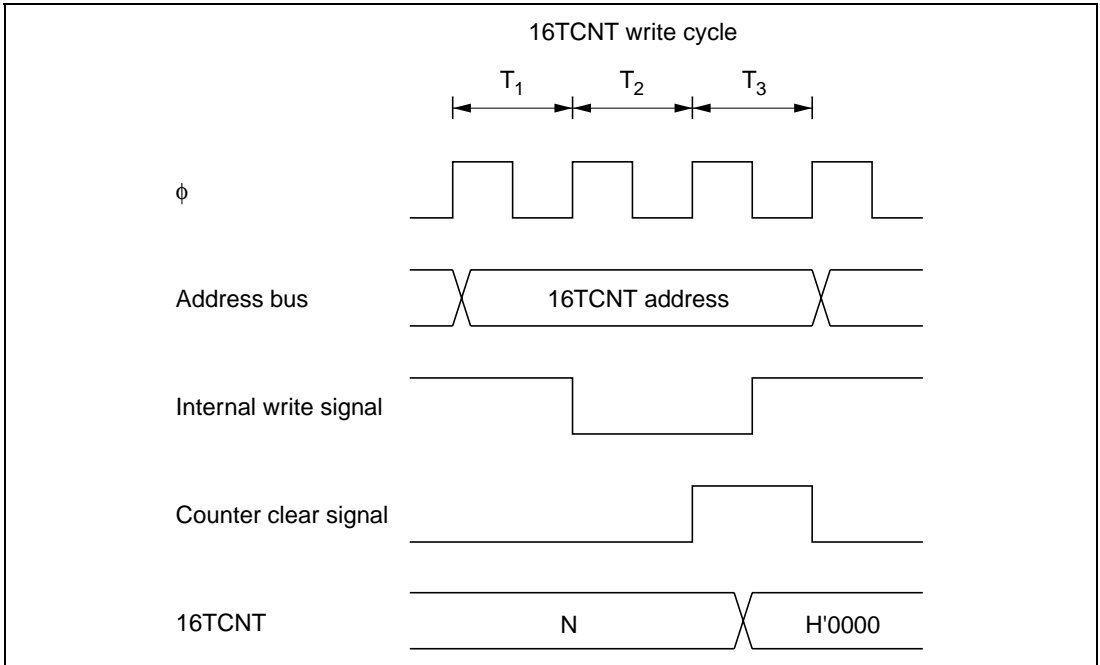 16TCNT write cycle
T1 T2 T3
φ
Address bus
16TCNT address
Internal write signal
Counter clear signal
16TCNT
N
H'0000